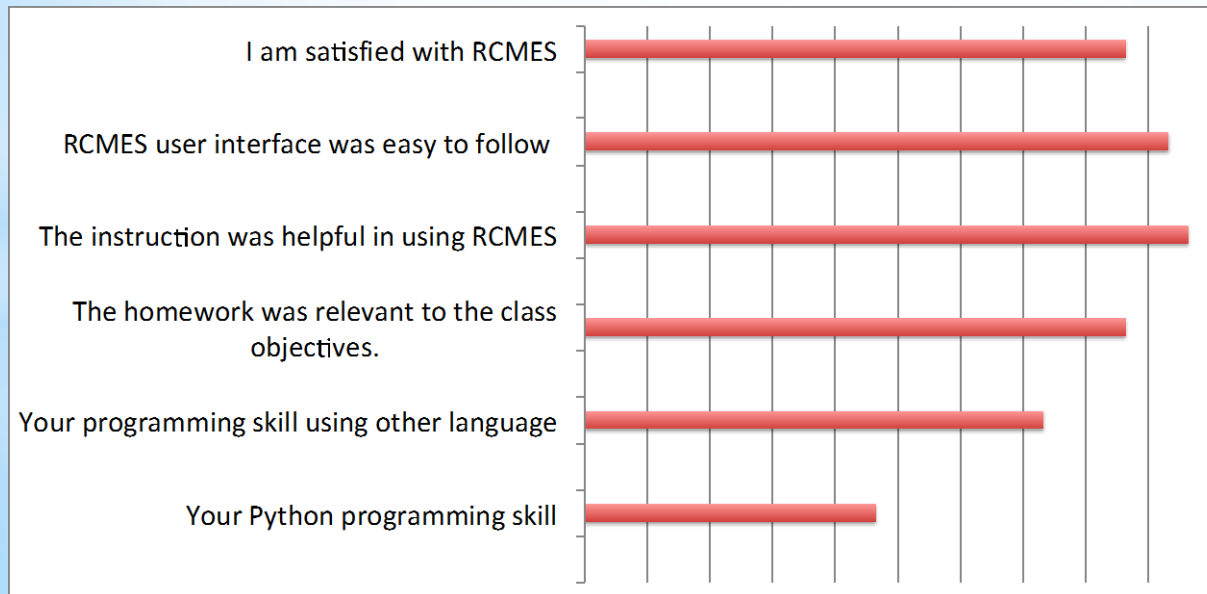 I am satisfied with RCMES
RCMES user interface was easy to follow
The instruction was helpful in using RCMES
The homework was relevant to the class
objectives.
Your programming skill using other language
Your Python programming skill